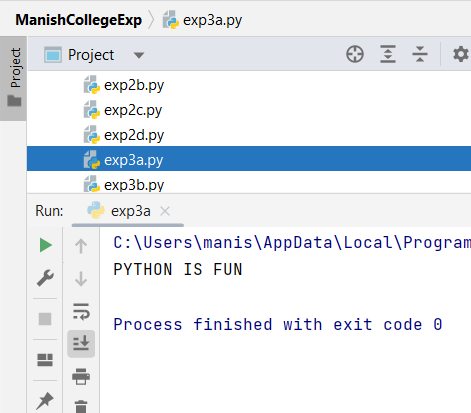 ManishCollegeExp exp3a.py
Project
Project
exp2b.py
exp2c.py
exp2d.py
exp3a.py
exp3b.py
Run: exp3a
C:\Users\manis\AppData\Local\Program
PYTHON IS FUN
Process finished with exit code 0